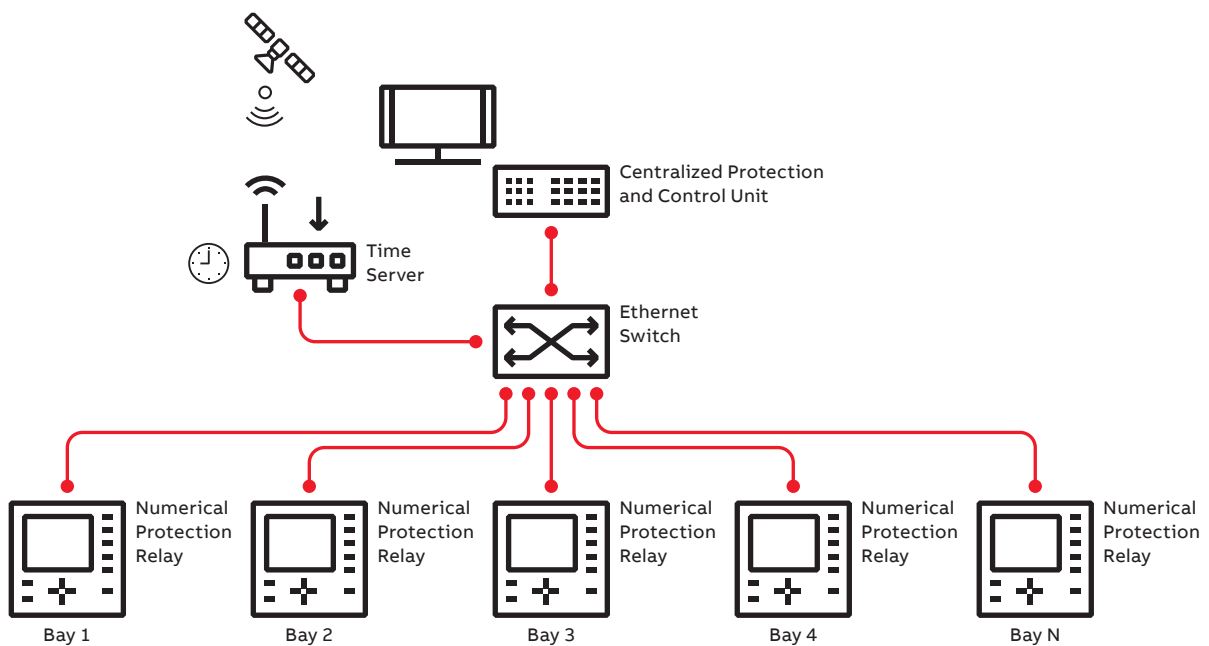 Centralized Protection
and Control Unit
Time
Server
Ethernet
Switch
Numerical
Protection
Relay
Numerical
Protection
Relay
Numerical
Protection
Relay
Numerical
Protection
Relay
Numerical
Protection
Relay
Bay 1
Bay 2
Bay 3
Bay 4
Bay N